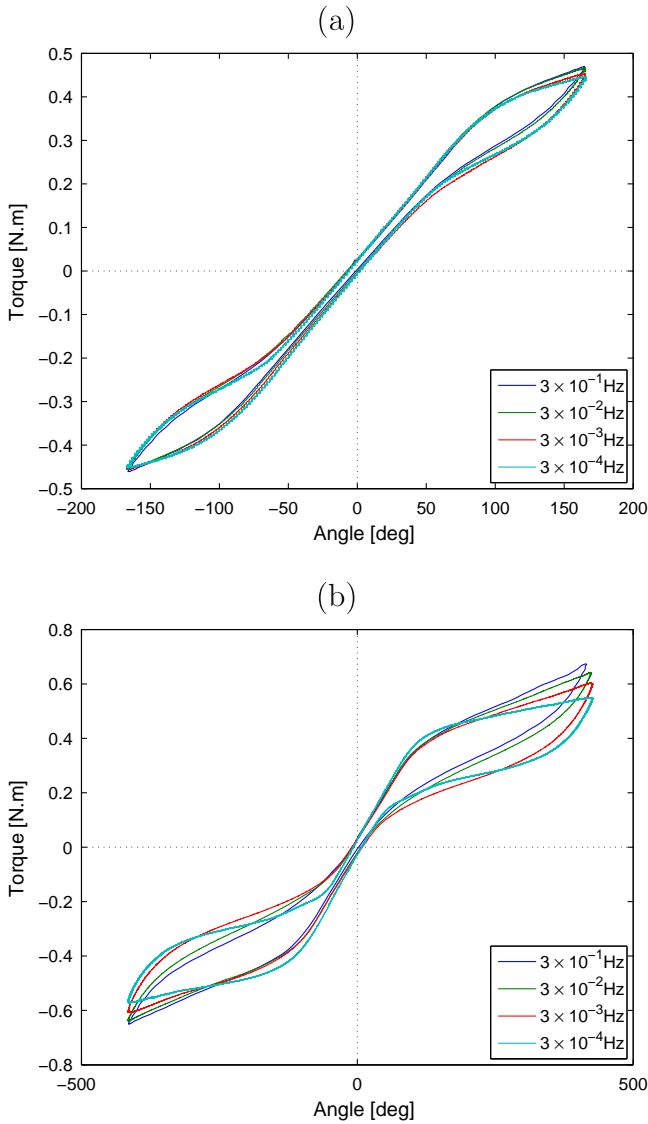 (a)
0.5
0.4
0.3
0.2
0.1
0
−0.1
−0.2
−0.3
−0.4
−0.5
Torque [N.m]
3 × 10⁻¹Hz
3 × 10⁻²Hz
3 × 10⁻³Hz
3 × 10⁻⁴Hz
−200 −150 −100 −50 0 50 100 150 200
Angle [deg]
(b)
0.8
0.6
0.4
0.2
0
−0.2
−0.4
−0.6
−0.8
Torque [N.m]
3 × 10⁻¹Hz
3 × 10⁻²Hz
3 × 10⁻³Hz
3 × 10⁻⁴Hz
−500 0 500
Angle [deg]